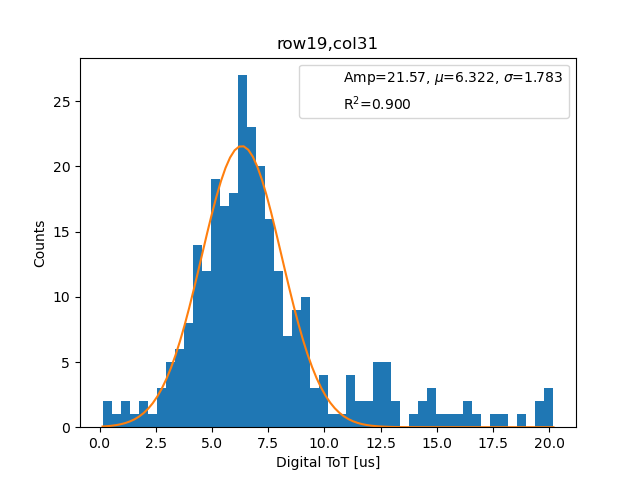 row19,col31
Amp=21.57, μ=6.322, σ=1.783
R²=0.900
Counts
25
20
15
10
5
0
0.0 2.5 5.0 7.5 10.0 12.5 15.0 17.5 20.0
Digital ToT [us]